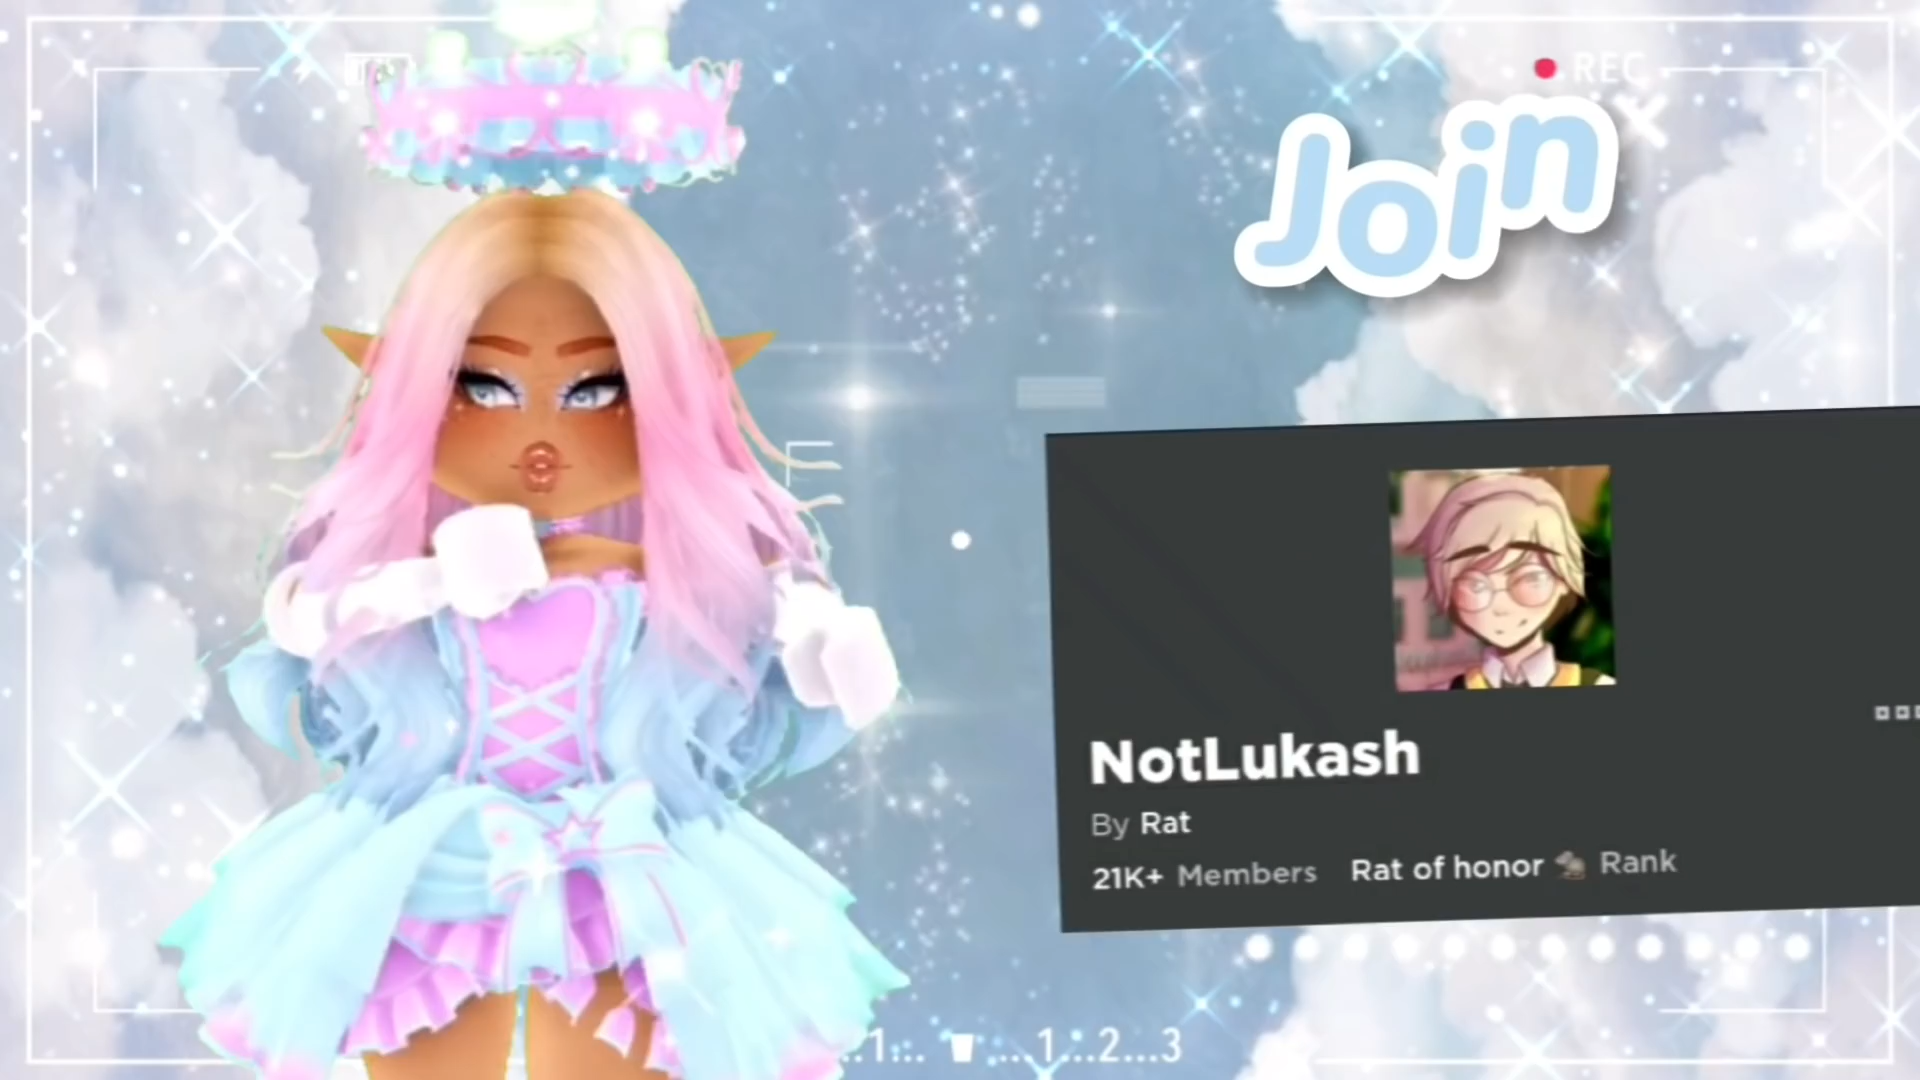 REC
Join
NotLukash
By Rat
21K+ Members Rat of honor Rank
..1... ...1...2...3